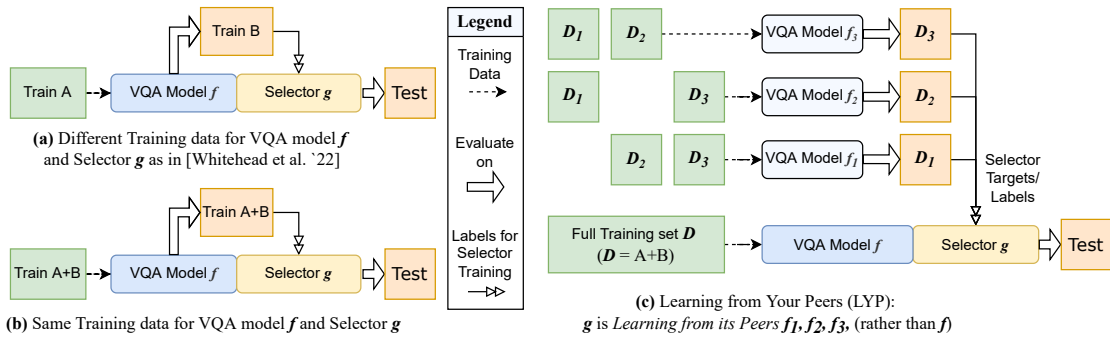 Train B
Train A
VQA Model f
Selector g
Test
(a) Different Training data for VQA model f
and Selector g as in [Whitehead et al. `22]
Train A+B
Train A+B
VQA Model f
Selector g
Test
(b) Same Training data for VQA model f and Selector g
Legend
Training
Data
Evaluate
on
Labels for
Selector
Training
D1
D2
VQA Model f3
D3
D1
D3
VQA Model f2
D2
D2
D3
VQA Model f1
D1
Selector
Targets/
Labels
Full Training set D
(D = A+B)
VQA Model f
Selector g
Test
(c) Learning from Your Peers (LYP):
g is Learning from its Peers f1, f2, f3, (rather than f)